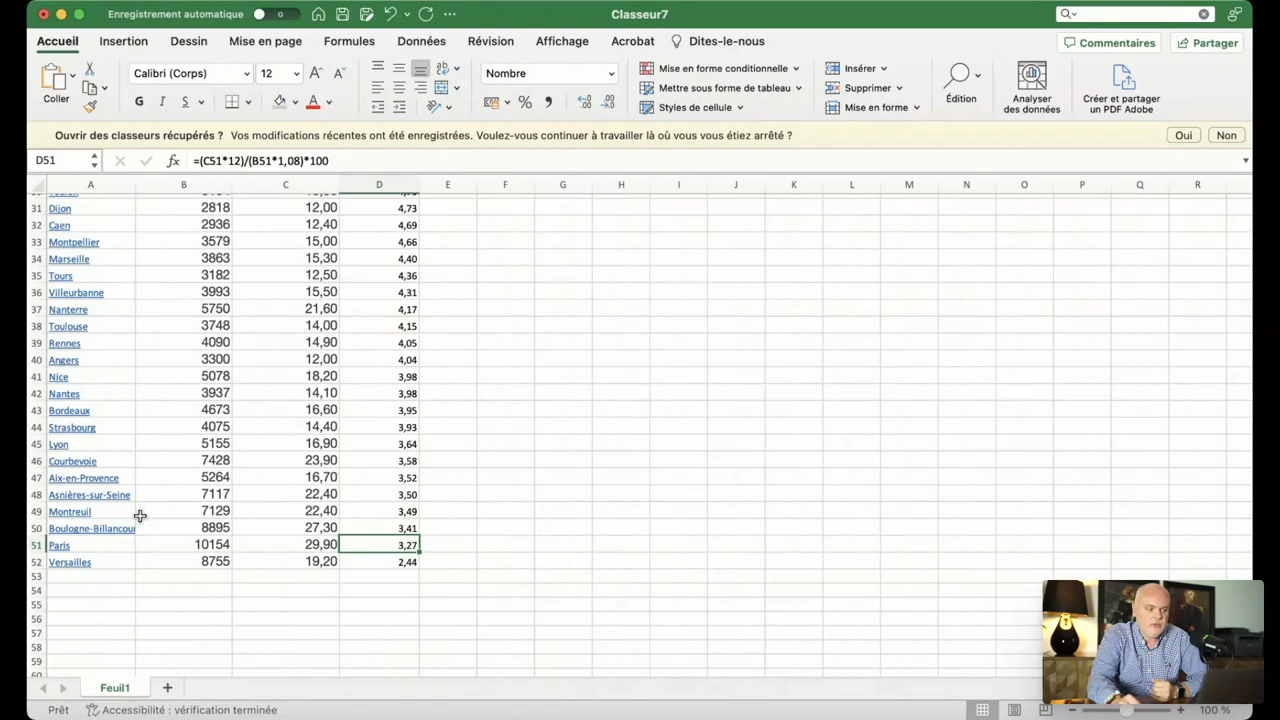 Enregistrement automatique
Classeur7
Accueil Insertion Dessin Mise en page Formules Données Révision Affichage Acrobat Dites-le-nous Commentaires Partager
Coller
Calibri (Corps) 12
G I S
Nombre
Mise en forme conditionnelle
Mettre sous forme de tableau
Styles de cellule
Insérer
Supprimer
Mise en forme
Édition
Analyser des données
Créer et partager un PDF Adobe
Ouvrir des classeurs récupérés ? Vos modifications récentes ont été enregistrées. Voulez-vous continuer à travailler là où vous vous étiez arrêté ? Oui Non
D51 fx =(C51*12)/(B51*1,08)*100
A B C D E F G H I J K L M N O P Q R
31 Dijon 2818 12,00 4,73
32 Caen 2936 12,40 4,69
33 Montpellier 3579 15,00 4,66
34 Marseille 3863 15,30 4,40
35 Tours 3182 12,50 4,36
36 Villeurbanne 3993 15,50 4,31
37 Nanterre 5750 21,60 4,17
38 Toulouse 3748 14,00 4,15
39 Rennes 4090 14,90 4,05
40 Angers 3300 12,00 4,04
41 Nice 5078 18,20 3,98
42 Nantes 3937 14,10 3,98
43 Bordeaux 4673 16,60 3,95
44 Strasbourg 4075 14,40 3,93
45 Lyon 5155 16,90 3,64
46 Courbevoie 7428 23,90 3,58
47 Aix-en-Provence 5264 16,70 3,52
48 Asnières-sur-Seine 7117 22,40 3,50
49 Montreuil 7129 22,40 3,49
50 Boulogne-Billancour 8895 27,30 3,41
51 Paris 10154 29,90 3,27
52 Versailles 8755 19,20 2,44
53
54
55
56
57
58
59
Feuil1
Prêt Accessibilité : vérification terminée 100 %